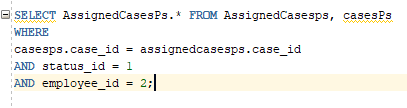 SELECT AssignedCasesPs.* FROM AssignedCasesps, casesPs
WHERE
casesps.case_id = assignedcasesps.case_id
AND status_id = 1
AND employee_id = 2;